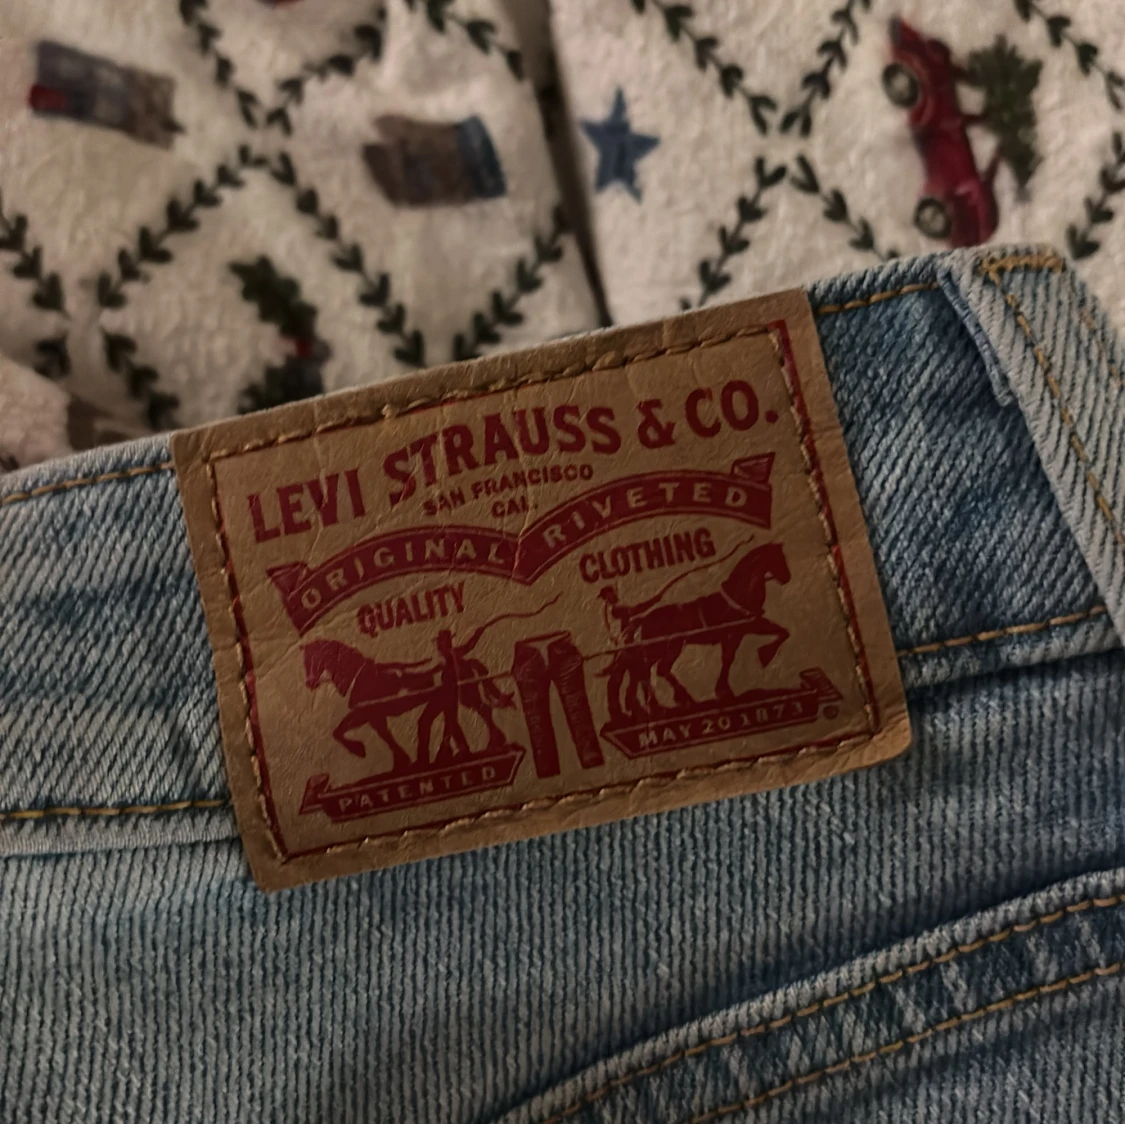 LEVI STRAUSS & CO.
SAN FRANCISCO
CAL.
ORIGINAL RIVETED
QUALITY CLOTHING
PATENTED MAY 20 1873 ®